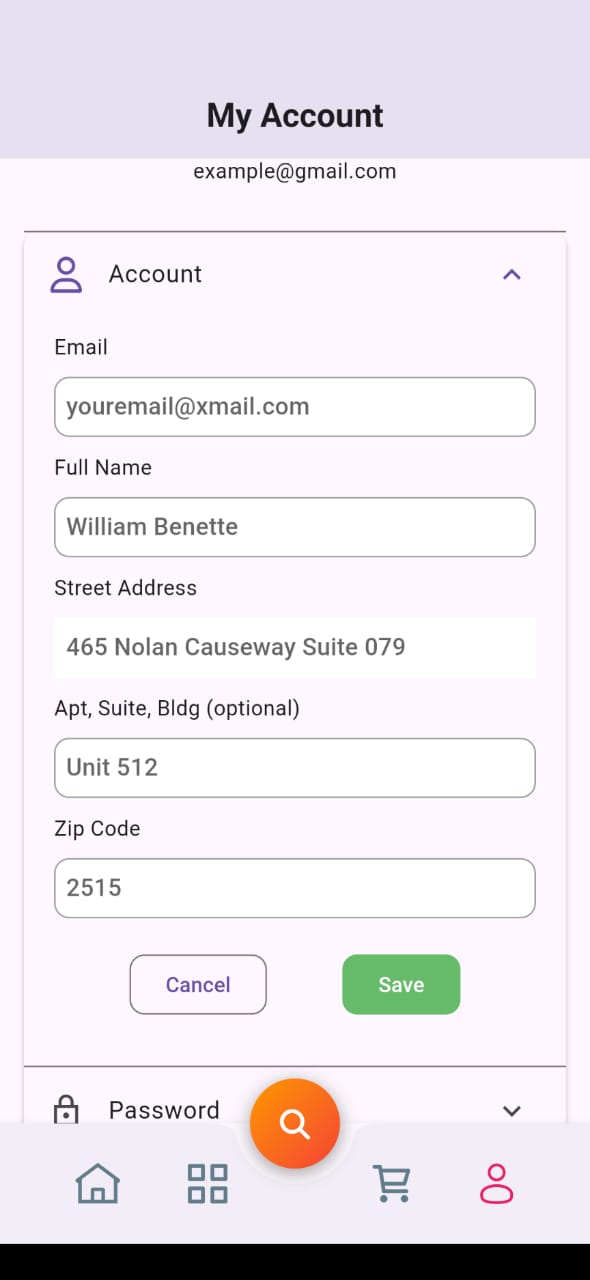 My Account
example@gmail.com
Account
Email
youremail@xmail.com
Full Name
William Benette
Street Address
465 Nolan Causeway Suite 079
Apt, Suite, Bldg (optional)
Unit 512
Zip Code
2515
Cancel
Save
Password